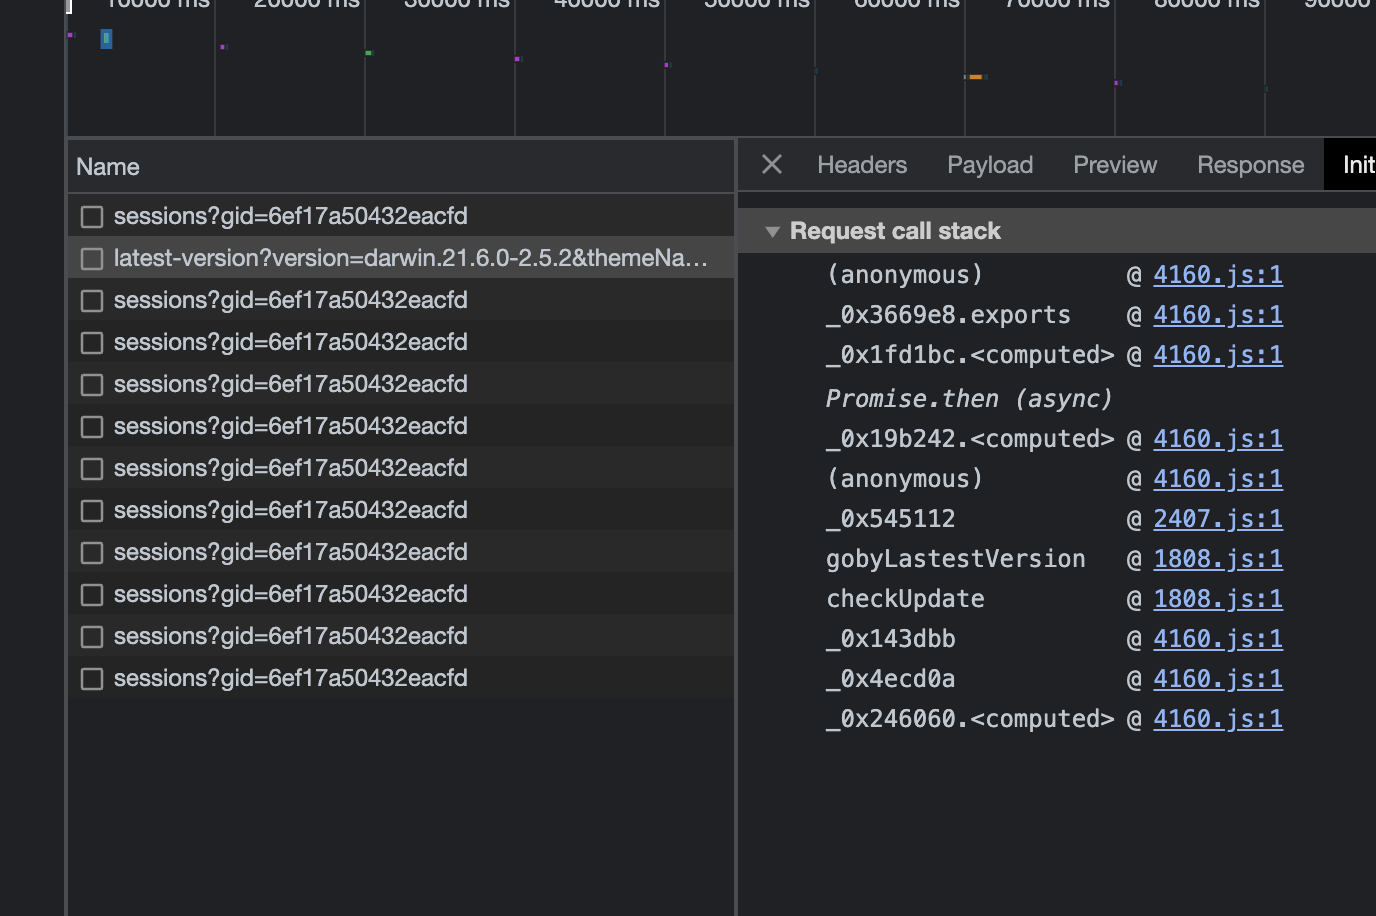 10000 ms 20000 ms 30000 ms 40000 ms 50000 ms 60000 ms 70000 ms 80000 ms 90000
Name
sessions?gid=6ef17a50432eacfd
latest-version?version=darwin.21.6.0-2.5.2&themeNa…
sessions?gid=6ef17a50432eacfd
sessions?gid=6ef17a50432eacfd
sessions?gid=6ef17a50432eacfd
sessions?gid=6ef17a50432eacfd
sessions?gid=6ef17a50432eacfd
sessions?gid=6ef17a50432eacfd
sessions?gid=6ef17a50432eacfd
sessions?gid=6ef17a50432eacfd
sessions?gid=6ef17a50432eacfd
sessions?gid=6ef17a50432eacfd
Headers Payload Preview Response Init
Request call stack
(anonymous) @ 4160.js:1
_0x3669e8.exports @ 4160.js:1
_0x1fd1bc.<computed> @ 4160.js:1
Promise.then (async)
_0x19b242.<computed> @ 4160.js:1
(anonymous) @ 4160.js:1
_0x545112 @ 2407.js:1
gobyLastestVersion @ 1808.js:1
checkUpdate @ 1808.js:1
_0x143dbb @ 4160.js:1
_0x4ecd0a @ 4160.js:1
_0x246060.<computed> @ 4160.js:1